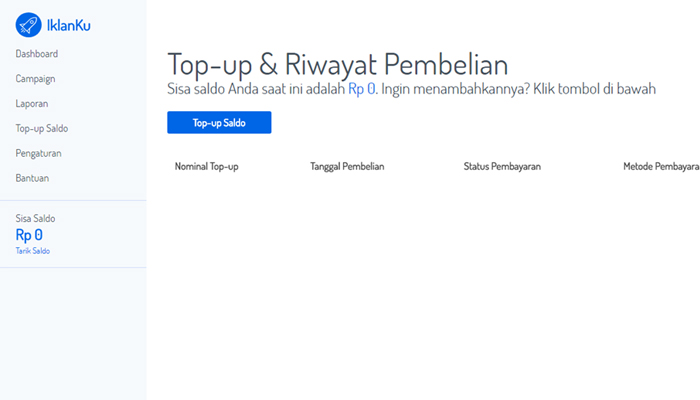 IklanKu
Dashboard
Campaign
Laporan
Top-up Saldo
Pengaturan
Bantuan
Sisa Saldo
Rp 0
Tarik Saldo
Top-up & Riwayat Pembelian
Sisa saldo Anda saat ini adalah Rp 0. Ingin menambahkannya? Klik tombol di bawah
Top-up Saldo
Nominal Top-up Tanggal Pembelian Status Pembayaran Metode Pembayara